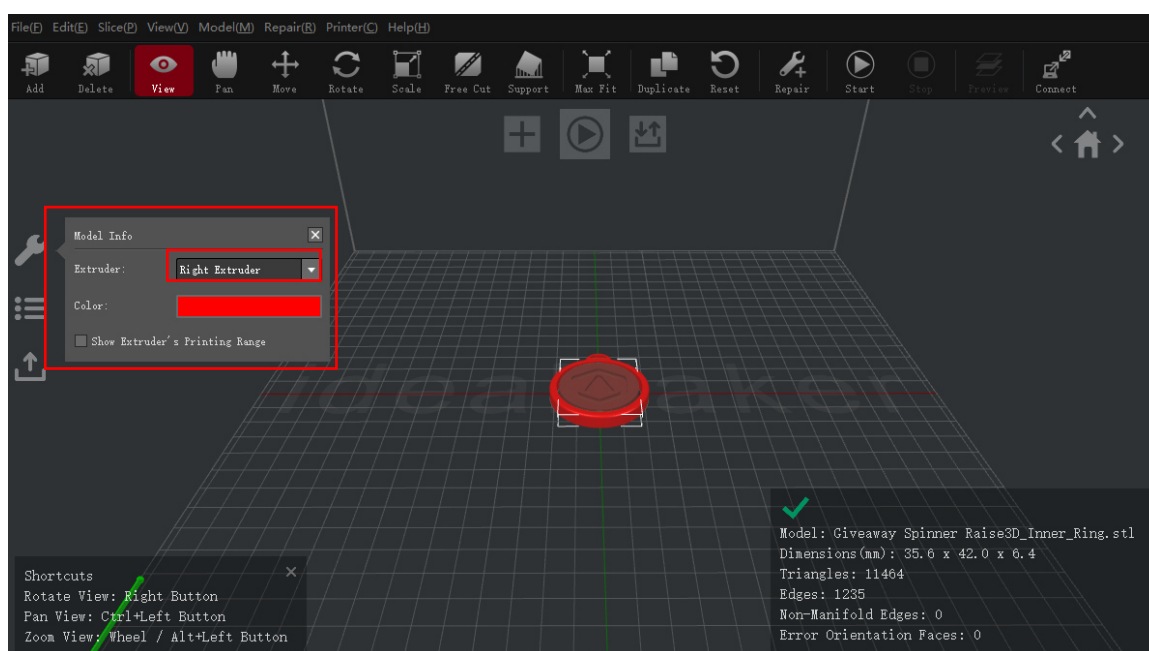 File(F) Edit(E) Slice(P) View(V) Model(M) Repair(R) Printer(C) Help(H)
Add Delete View Pan Move Rotate Scale Free Cut Support Max Fit Duplicate Reset Repair Start Stop Preview Connect
Model Info
Extruder: Right Extruder
Color:
Show Extruder's Printing Range
ideaMaker
Model: Giveaway Spinner Raise3D_Inner_Ring.stl
Dimensions(mm): 35.6 x 42.0 x 6.4
Triangles: 11464
Edges: 1235
Non-Manifold Edges: 0
Error Orientation Faces: 0
Shortcuts
Rotate View: Right Button
Pan View: Ctrl+Left Button
Zoom View: Wheel / Alt+Left Button